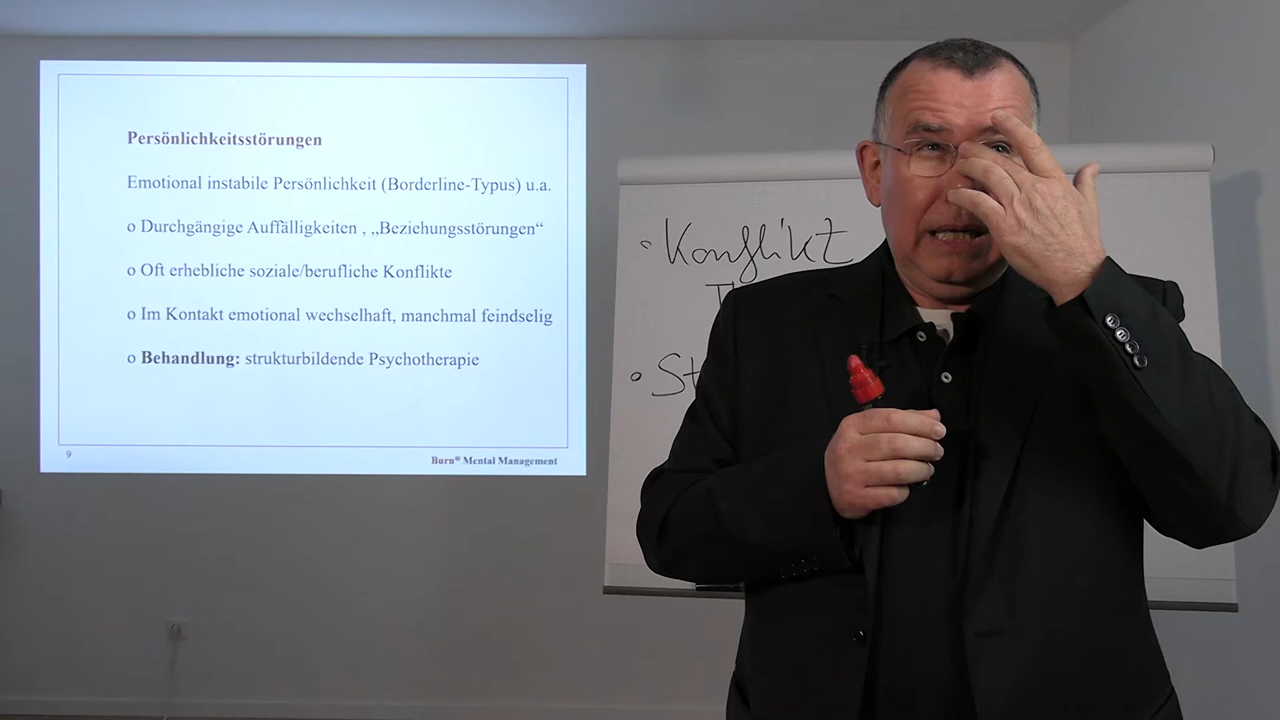 Persönlichkeitsstörungen
Emotional instabile Persönlichkeit (Borderline-Typus) u.a.
o Durchgängige Auffälligkeiten , „Beziehungsstörungen“
o Oft erhebliche soziale/berufliche Konflikte
o Im Kontakt emotional wechselhaft, manchmal feindselig
o Behandlung: strukturbildende Psychotherapie
9
Burn® Mental Management
• Konflikt
• St